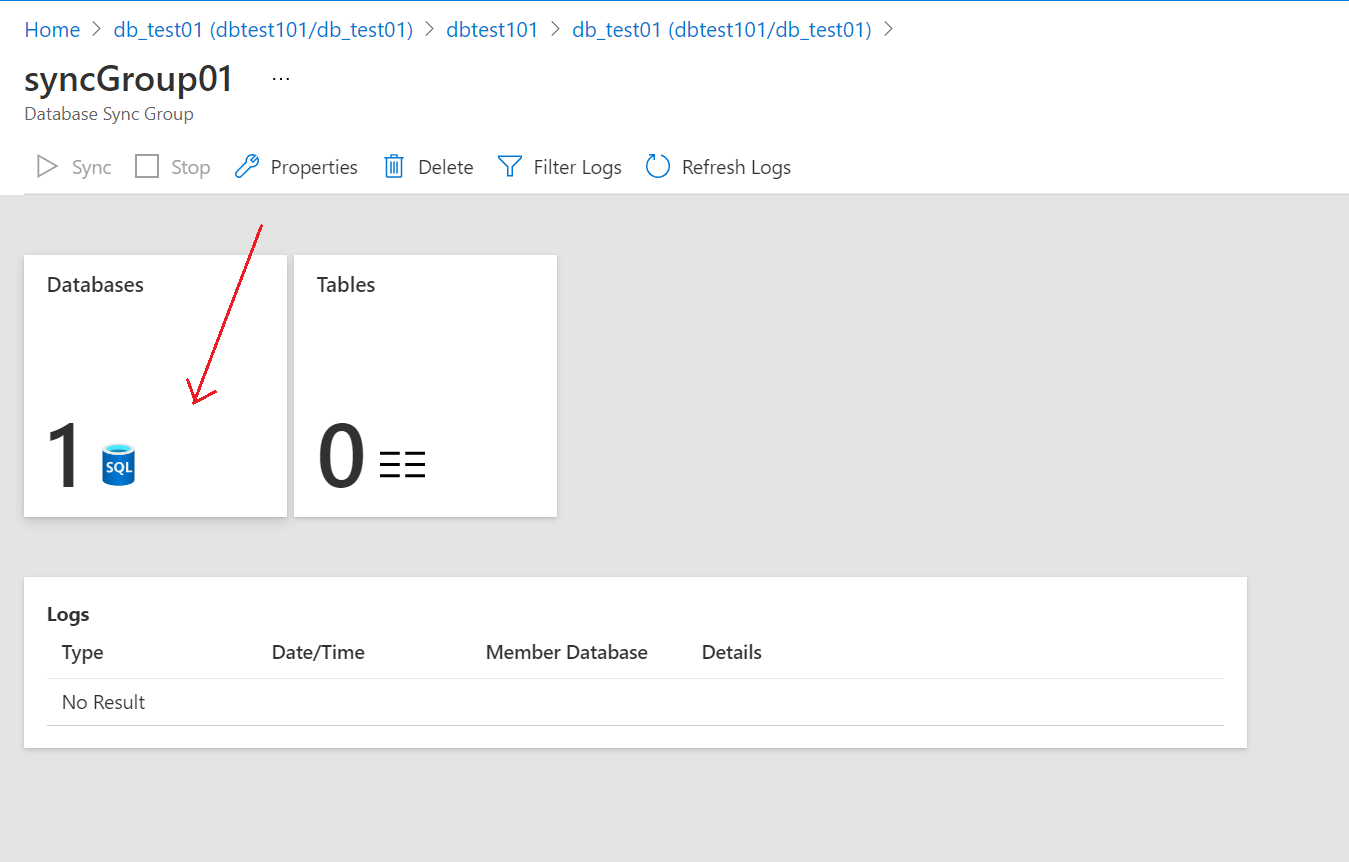 Home > db_test01 (dbtest101/db_test01) > dbtest101 > db_test01 (dbtest101/db_test01) >
syncGroup01 ...
Database Sync Group
Sync Stop Properties Delete Filter Logs Refresh Logs
Databases
1 SQL
Tables
0
Logs
Type Date/Time Member Database Details
No Result